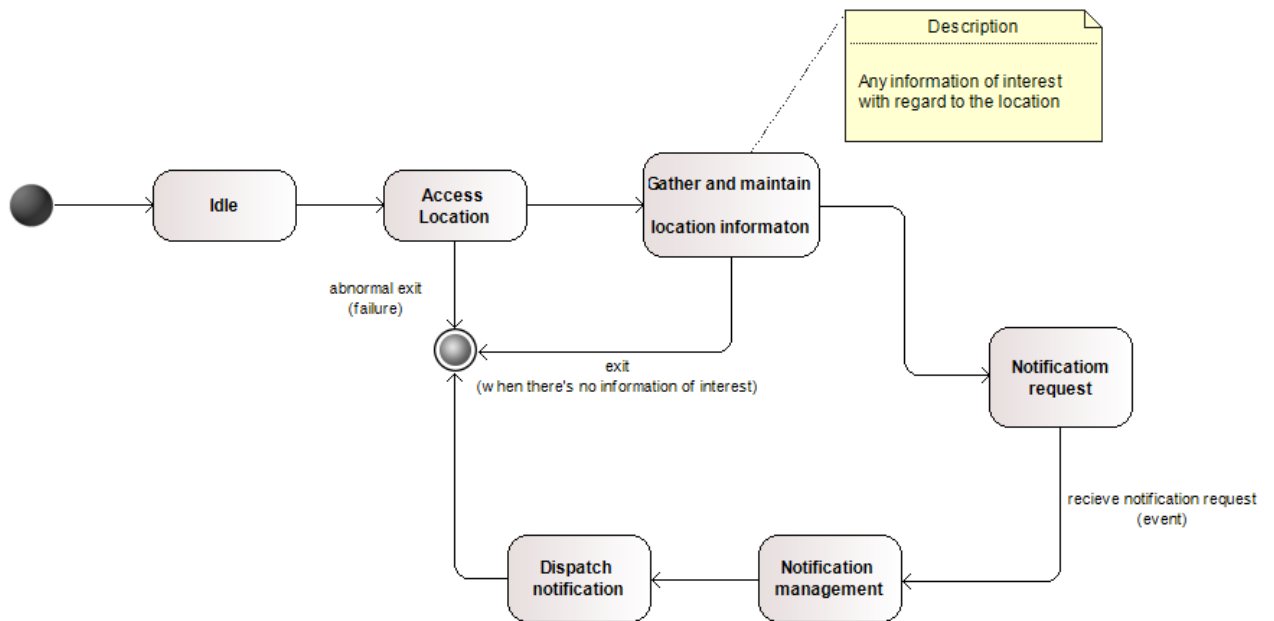 Description
Any information of interest
with regard to the location
Idle
Access
Location
Gather and maintain
location informaton
abnormal exit
(failure)
exit
(when there's no information of interest)
Notificatiom
request
recieve notification request
(event)
Dispatch
notification
Notification
management